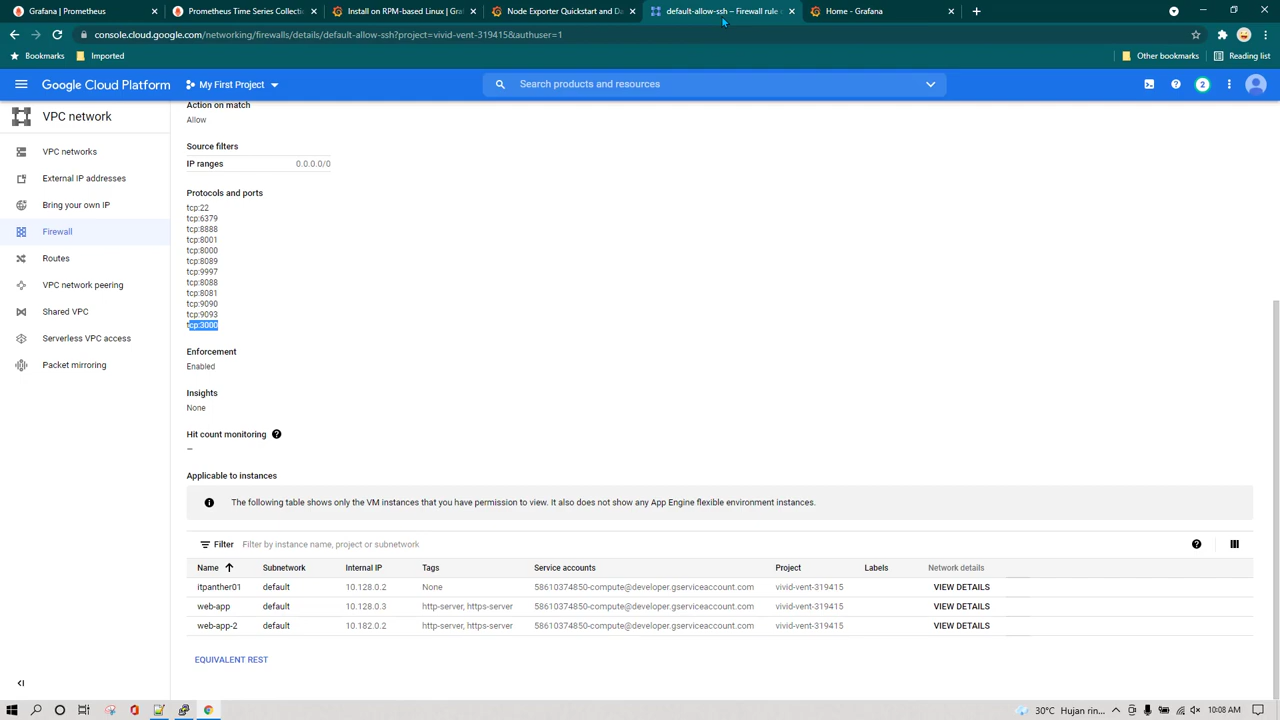 Grafana | Prometheus
Prometheus Time Series Collecti
Install on RPM-based Linux | Gra
Node Exporter Quickstart and Da
default-allow-ssh – Firewall rule
Home - Grafana
console.cloud.google.com/networking/firewalls/details/default-allow-ssh?project=vivid-vent-319415&authuser=1
Bookmarks
Imported
Other bookmarks
Reading list
Google Cloud Platform
My First Project
Search products and resources
2
VPC network
VPC networks
External IP addresses
Bring your own IP
Firewall
Routes
VPC network peering
Shared VPC
Serverless VPC access
Packet mirroring
Action on match
Allow
Source filters
IP ranges 0.0.0.0/0
Protocols and ports
tcp:22
tcp:6379
tcp:8888
tcp:8001
tcp:8000
tcp:8089
tcp:9997
tcp:8088
tcp:8081
tcp:9090
tcp:9093
tcp:3000
Enforcement
Enabled
Insights
None
Hit count monitoring
—
Applicable to instances
The following table shows only the VM instances that you have permission to view. It also does not show any App Engine flexible environment instances.
Filter Filter by instance name, project or subnetwork
Name Subnetwork Internal IP Tags Service accounts Project Labels Network details
itpanther01 default 10.128.0.2 None 58610374850-compute@developer.gserviceaccount.com vivid-vent-319415 VIEW DETAILS
web-app default 10.128.0.3 http-server, https-server 58610374850-compute@developer.gserviceaccount.com vivid-vent-319415 VIEW DETAILS
web-app-2 default 10.182.0.2 http-server, https-server 58610374850-compute@developer.gserviceaccount.com vivid-vent-319415 VIEW DETAILS
EQUIVALENT REST
30°C Hujan rin...
10:08 AM